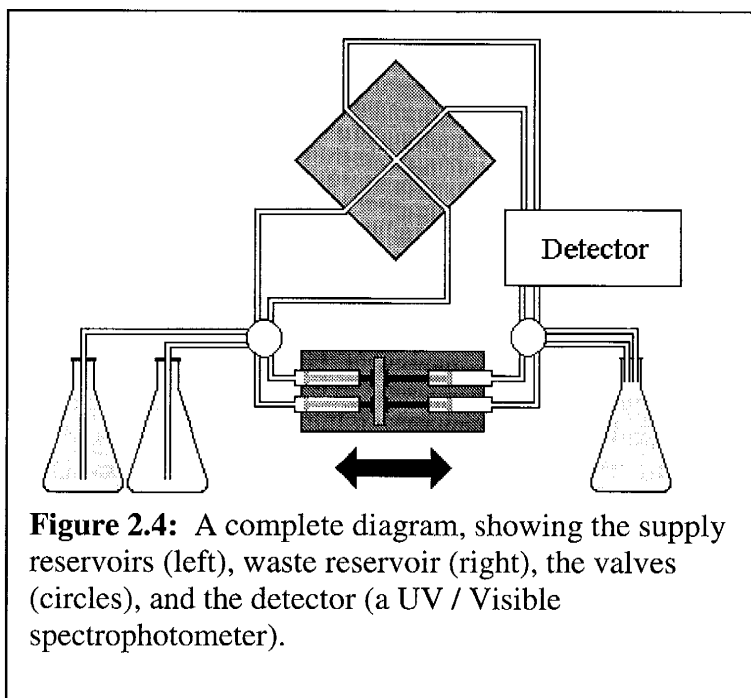 Detector
Figure 2.4: A complete diagram, showing the supply
reservoirs (left), waste reservoir (right), the valves
(circles), and the detector (a UV / Visible
spectrophotometer).